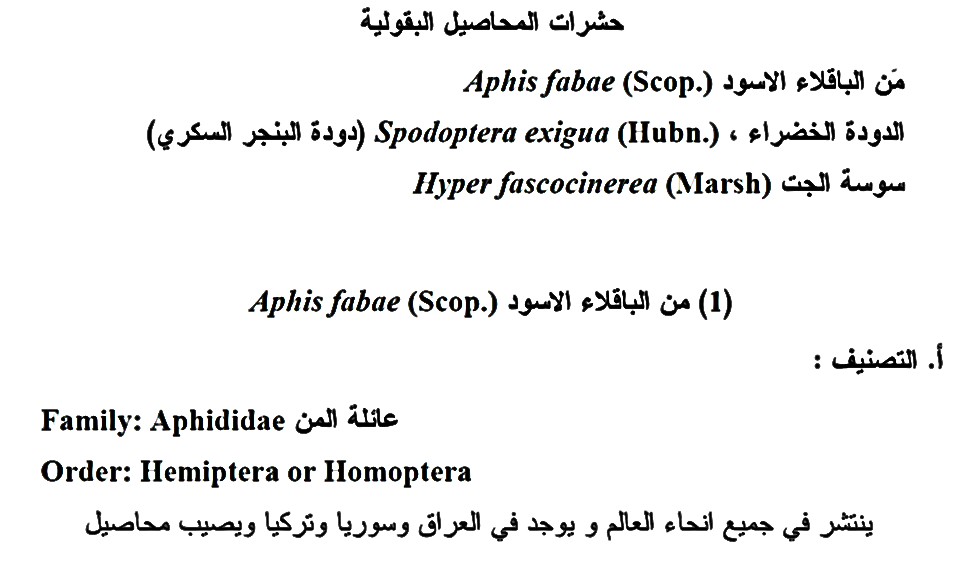 حشرات المحاصيل البقولية
مَن الباقلاء الاسود Aphis fabae (Scop.)
الدودة الخضراء ، Spodoptera exigua (Hubn.) (دودة البنجر السكري)
سوسة الجت Hyper fascocinerea (Marsh)
(1) من الباقلاء الاسود Aphis fabae (Scop.)
أ. التصنيف :
Family: Aphididae عائلة المن
Order: Hemiptera or Homoptera
ينتشر في جميع انحاء العالم و يوجد في العراق وسوريا وتركيا ويصيب محاصيل